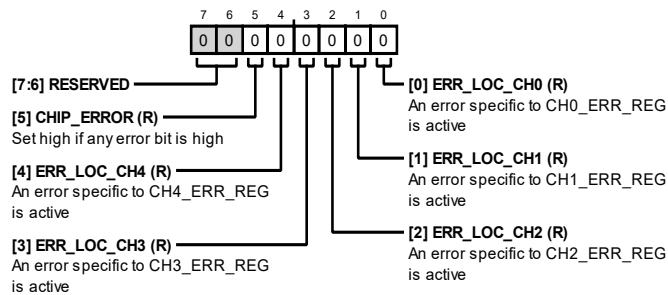 7 6 5 4 3 2 1 0
0 0 0 0 0 0 0 0
[7:6] RESERVED
[5] CHIP_ERROR (R)
Set high if any error bit is high
[4] ERR_LOC_CH4 (R)
An error specific to CH4_ERR_REG
is active
[3] ERR_LOC_CH3 (R)
An error specific to CH3_ERR_REG
is active
[0] ERR_LOC_CH0 (R)
An error specific to CH0_ERR_REG
is active
[1] ERR_LOC_CH1 (R)
An error specific to CH1_ERR_REG
is active
[2] ERR_LOC_CH2 (R)
An error specific to CH2_ERR_REG
is active